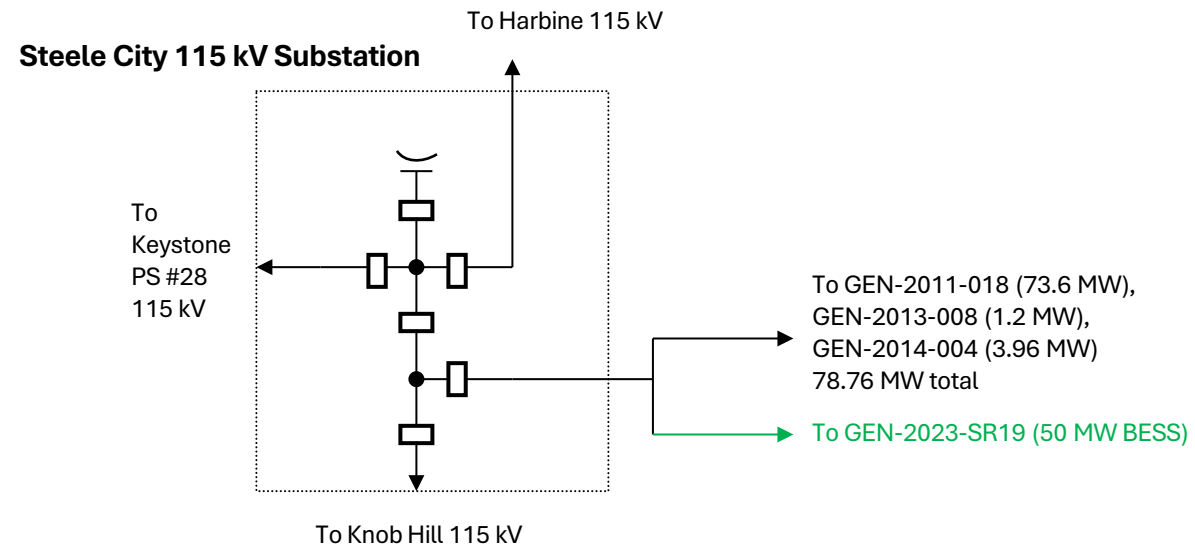 To Harbine 115 kV
Steele City 115 kV Substation
To
Keystone
PS #28
115 kV
To GEN-2011-018 (73.6 MW),
GEN-2013-008 (1.2 MW),
GEN-2014-004 (3.96 MW)
78.76 MW total
To GEN-2023-SR19 (50 MW BESS)
To Knob Hill 115 kV